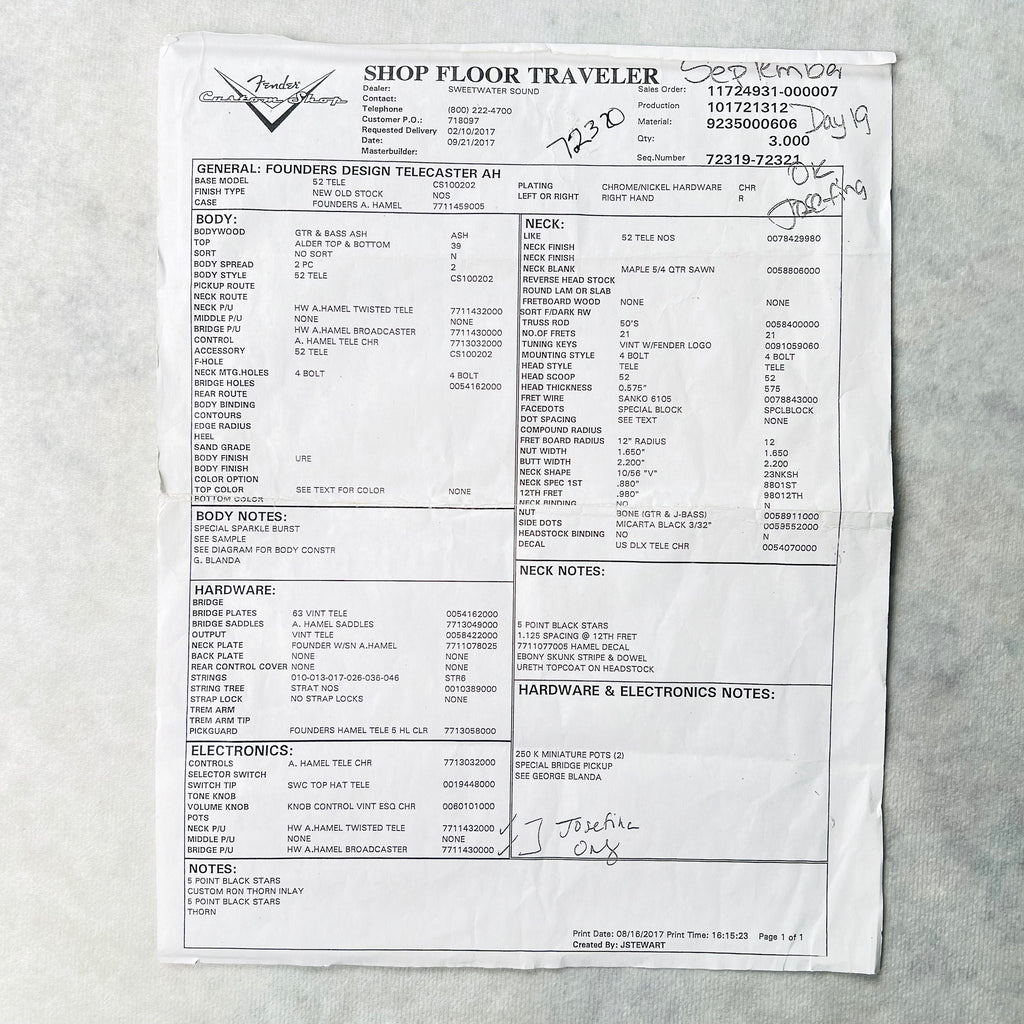 Fender
Custom Shop
SHOP FLOOR TRAVELER
September
Dealer: SWEETWATER SOUND
Contact:
Telephone (800) 222-4700
Customer P.O.: 718097
Requested Delivery 02/10/2017
Date: 09/21/2017
Masterbuilder:
72320
Sales Order: 11724931-000007
Production 101721312
Material: 9235000606
Day 19
Qty: 3.000
Seq.Number 72319-72321
OK
Josefina
GENERAL: FOUNDERS DESIGN TELECASTER AH
BASE MODEL 52 TELE CS100202 PLATING CHROME/NICKEL HARDWARE CHR
FINISH TYPE NEW OLD STOCK NOS LEFT OR RIGHT RIGHT HAND R
CASE FOUNDERS A. HAMEL 7711459005
BODY:
BODYWOOD GTR & BASS ASH ASH
TOP ALDER TOP & BOTTOM 39
SORT NO SORT N
BODY SPREAD 2 PC 2
BODY STYLE 52 TELE CS100202
PICKUP ROUTE
NECK ROUTE
NECK P/U HW A.HAMEL TWISTED TELE 7711432000
MIDDLE P/U NONE NONE
BRIDGE P/U HW A.HAMEL BROADCASTER 7711430000
CONTROL A. HAMEL TELE CHR 7713032000
ACCESSORY 52 TELE CS100202
F-HOLE
NECK MTG.HOLES 4 BOLT 4 BOLT
BRIDGE HOLES 0054162000
REAR ROUTE
BODY BINDING
CONTOURS
EDGE RADIUS
HEEL
SAND GRADE
BODY FINISH URE
BODY FINISH
COLOR OPTION
TOP COLOR SEE TEXT FOR COLOR NONE
BOTTOM COLOR
BODY NOTES:
SPECIAL SPARKLE BURST
SEE SAMPLE
SEE DIAGRAM FOR BODY CONSTR
G. BLANDA
HARDWARE:
BRIDGE
BRIDGE PLATES 63 VINT TELE 0054162000
BRIDGE SADDLES A. HAMEL SADDLES 7713049000
OUTPUT VINT TELE 0058422000
NECK PLATE FOUNDER W/SN A.HAMEL 7711078025
BACK PLATE NONE NONE
REAR CONTROL COVER NONE NONE
STRINGS 010-013-017-026-036-046 STR6
STRING TREE STRAT NOS 0010389000
STRAP LOCK NO STRAP LOCKS NONE
TREM ARM
TREM ARM TIP
PICKGUARD FOUNDERS HAMEL TELE 5 HL CLR 7713058000
ELECTRONICS:
CONTROLS A. HAMEL TELE CHR 7713032000
SELECTOR SWITCH
SWITCH TIP SWC TOP HAT TELE 0019448000
TONE KNOB
VOLUME KNOB KNOB CONTROL VINT ESQ CHR 0060101000
POTS
NECK P/U HW A.HAMEL TWISTED TELE 7711432000
MIDDLE P/U NONE NONE
BRIDGE P/U HW A.HAMEL BROADCASTER 7711430000
NECK:
LIKE 52 TELE NOS 0078429980
NECK FINISH
NECK FINISH
NECK BLANK MAPLE 5/4 QTR SAWN 0058806000
REVERSE HEAD STOCK
ROUND LAM OR SLAB
FRETBOARD WOOD NONE NONE
SORT F/DARK RW
TRUSS ROD 50'S 0058400000
NO.OF FRETS 21 21
TUNING KEYS VINT W/FENDER LOGO 0091059060
MOUNTING STYLE 4 BOLT 4 BOLT
HEAD STYLE TELE TELE
HEAD SCOOP 52 52
HEAD THICKNESS 0.575" 575
FRET WIRE SANKO 6105 0078843000
FACEDOTS SPECIAL BLOCK SPCLBLOCK
DOT SPACING SEE TEXT NONE
COMPOUND RADIUS
FRET BOARD RADIUS 12" RADIUS 12
NUT WIDTH 1.650" 1.650
BUTT WIDTH 2.200" 2.200
NECK SHAPE 10/56 "V" 23NKSH
NECK SPEC 1ST .880" 8801ST
12TH FRET .980" 98012TH
NECK BINDING NO N
NUT BONE (GTR & J-BASS) 0058911000
SIDE DOTS MICARTA BLACK 3/32" 0059552000
HEADSTOCK BINDING NO N
DECAL US DLX TELE CHR 0054070000
NECK NOTES:
5 POINT BLACK STARS
1.125 SPACING @ 12TH FRET
7711077005 HAMEL DECAL
EBONY SKUNK STRIPE & DOWEL
URETH TOPCOAT ON HEADSTOCK
HARDWARE & ELECTRONICS NOTES:
250 K MINIATURE POTS (2)
SPECIAL BRIDGE PICKUP
SEE GEORGE BLANDA
Josefina
Only
NOTES:
5 POINT BLACK STARS
CUSTOM RON THORN INLAY
5 POINT BLACK STARS
THORN
Print Date: 08/16/2017 Print Time: 16:15:23 Page 1 of 1
Created By: JSTEWART